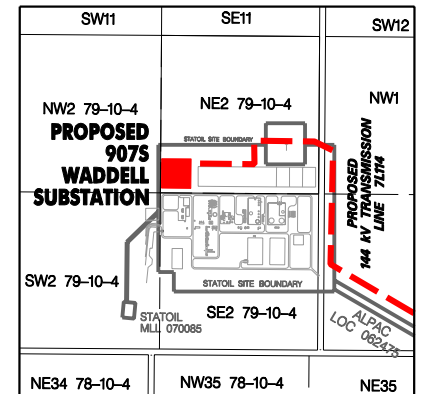 SW11
SE11
SW12
NW2 79–10–4
NE2 79–10–4
NW1
PROPOSED
907S
WADDELL
SUBSTATION
STATOIL SITE BOUNDARY
PROPOSED
144 kV TRANSMISSION
LINE 7L114
SW2 79–10–4
STATOIL SITE BOUNDARY
STATOIL
MLL 070085
SE2 79–10–4
ALPAC
LOC 062475
NE34 78–10–4
NW35 78–10–4
NE35